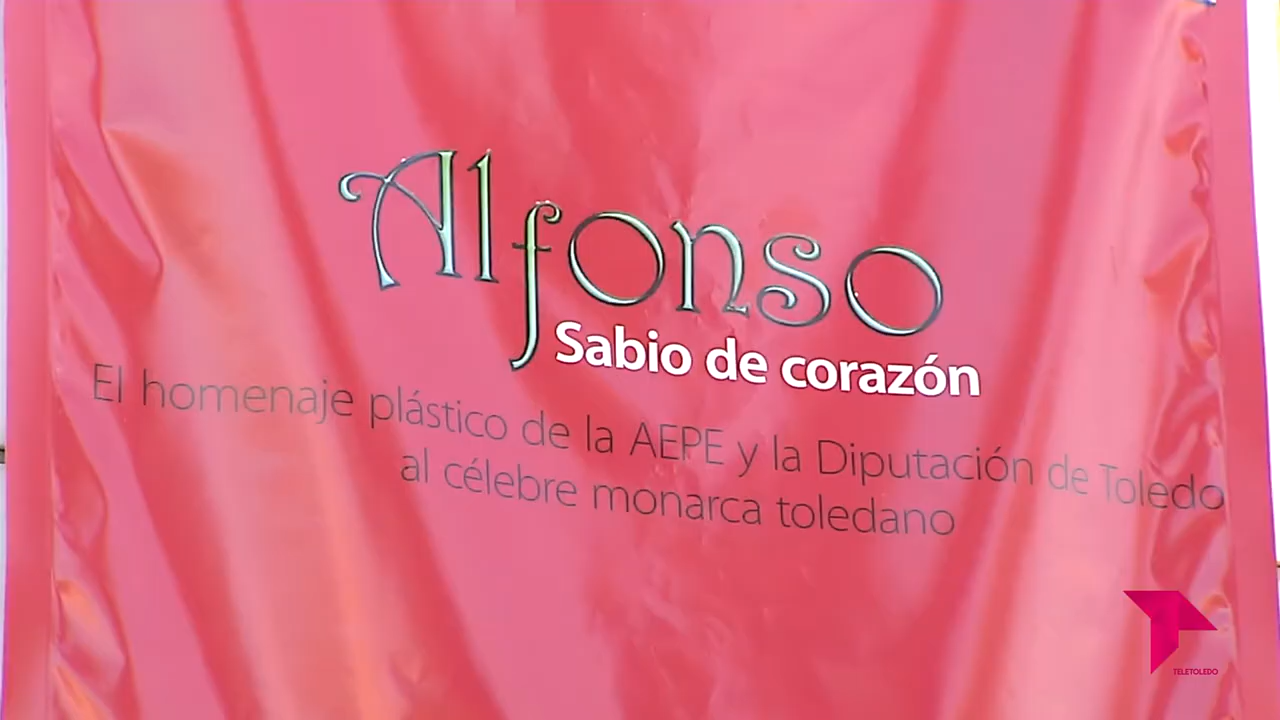 Alfonso
Sabio de corazón
El homenaje plástico de la AEPE y la Diputación de Toledo
al célebre monarca toledano
TELETOLEDO